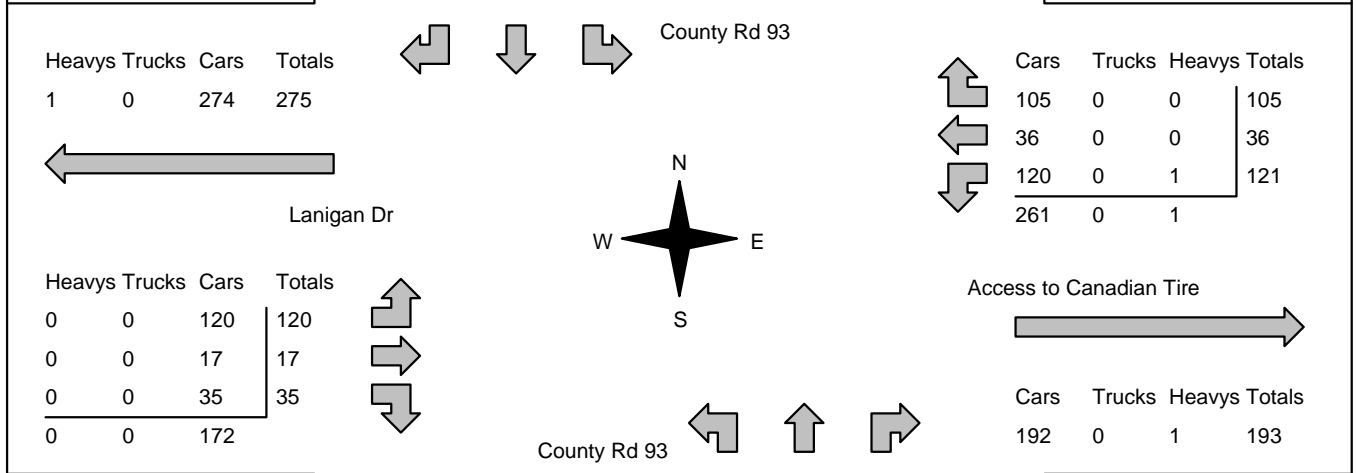 County Rd 93
Heavys Trucks Cars Totals
1 0 274 275
Lanigan Dr
Heavys Trucks Cars Totals
0 0 120 120
0 0 17 17
0 0 35 35
0 0 172
N
W E
S
County Rd 93
Cars Trucks Heavys Totals
105 0 0 105
36 0 0 36
120 0 1 121
261 0 1
Access to Canadian Tire
Cars Trucks Heavys Totals
192 0 1 193